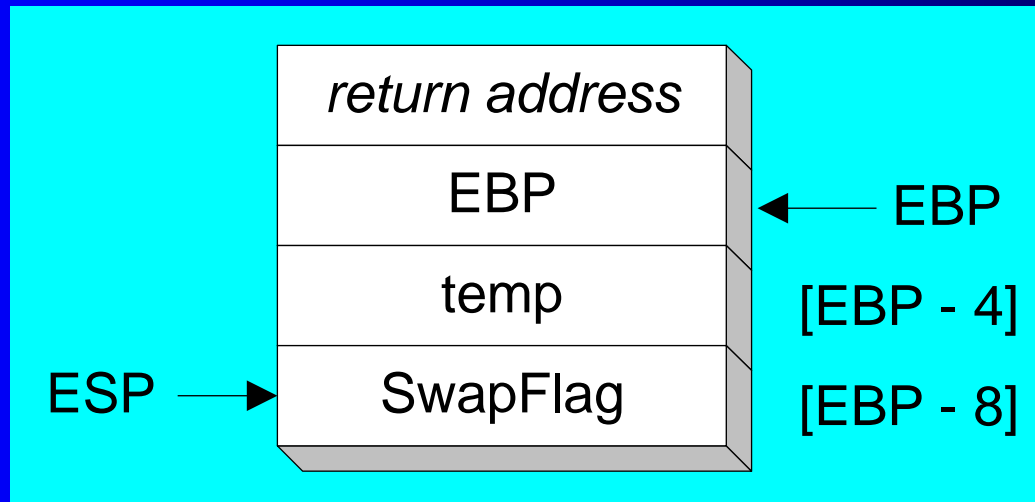 return address
EBP
EBP
temp
[EBP - 4]
ESP
SwapFlag
[EBP - 8]